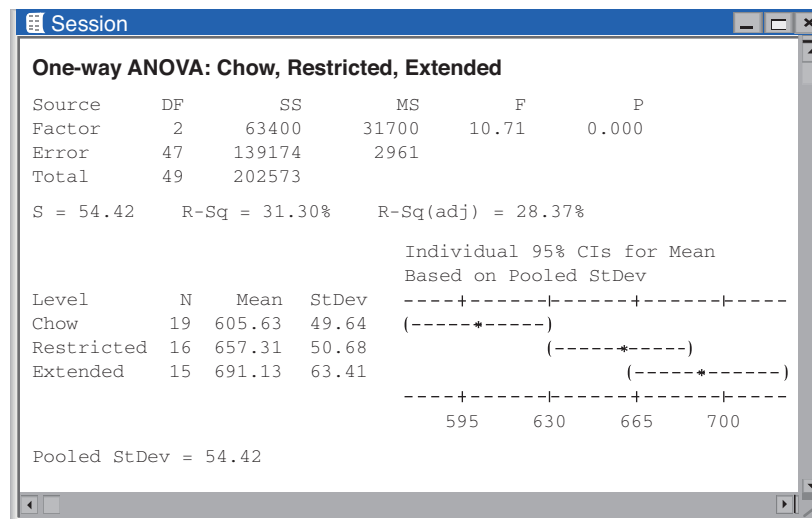 Session
One-way ANOVA: Chow, Restricted, Extended
Source DF SS MS F P
Factor 2 63400 31700 10.71 0.000
Error 47 139174 2961
Total 49 202573
S = 54.42 R-Sq = 31.30% R-Sq(adj) = 28.37%
Individual 95% CIs for Mean
Based on Pooled StDev
Level N Mean StDev ----+------+------+------+-----
Chow 19 605.63 49.64 (-----*-----)
Restricted 16 657.31 50.68 (-----*-----)
Extended 15 691.13 63.41 (-----*------)
----+------+------+------+-----
595 630 665 700
Pooled StDev = 54.42